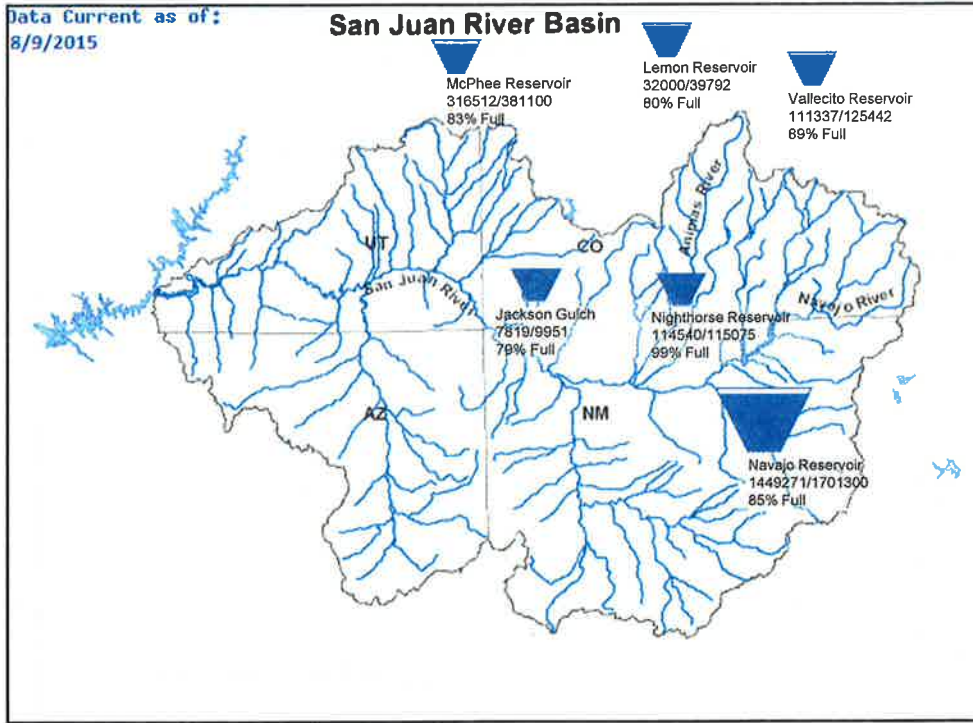 Data Current as of:
8/9/2015
San Juan River Basin
McPhee Reservoir
316512/381100
83% Full
Lemon Reservoir
32000/39792
80% Full
Vallecito Reservoir
111337/125442
89% Full
Animas River
UT
CO
San Juan River
Navajo River
Jackson Gulch
7819/9951
79% Full
Nighthorse Reservoir
114540/115075
99% Full
AZ
NM
Navajo Reservoir
1449271/1701300
85% Full